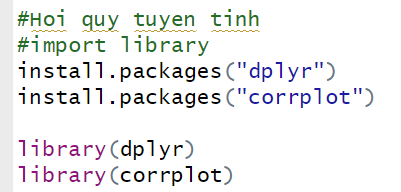 #Hoi quy tuyen tinh
#import library
install.packages("dplyr")
install.packages("corrplot")
library(dplyr)
library(corrplot)